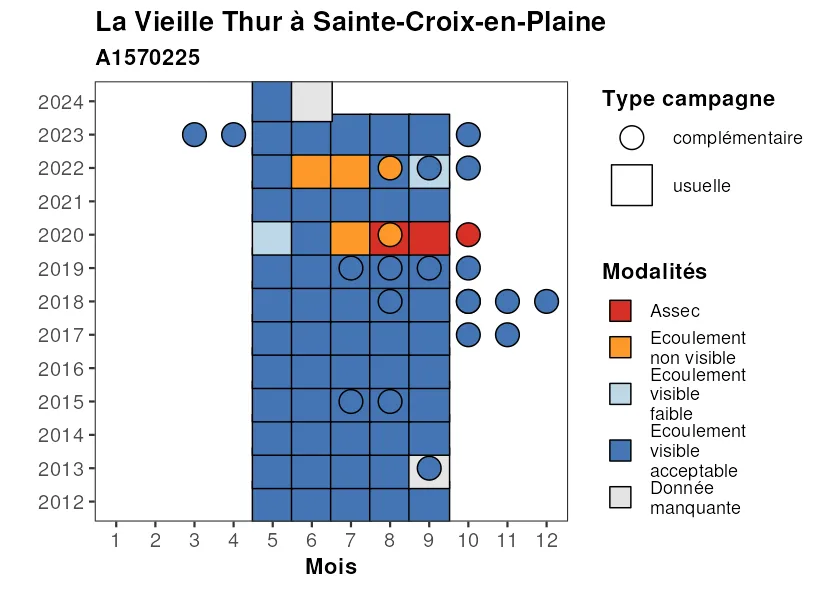 La Vieille Thur à Sainte-Croix-en-Plaine
A1570225
2024
2023
2022
2021
2020
2019
2018
2017
2016
2015
2014
2013
2012
1 2 3 4 5 6 7 8 9 10 11 12
Mois
Type campagne
complémentaire
usuelle
Modalités
Assec
Ecoulement
non visible
Ecoulement
visible
faible
Ecoulement
visible
acceptable
Donnée
manquante